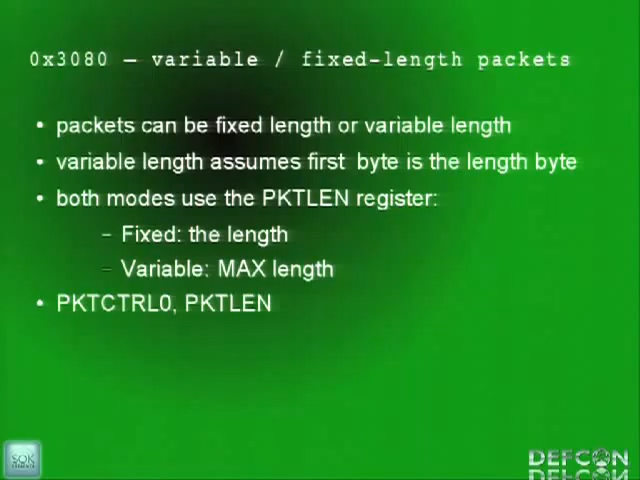 0x3080 – variable / fixed-length packets
• packets can be fixed length or variable length
• variable length assumes first byte is the length byte
• both modes use the PKTLEN register:
– Fixed: the length
– Variable: MAX length
• PKTCTRL0, PKTLEN
SOK
DEFCON